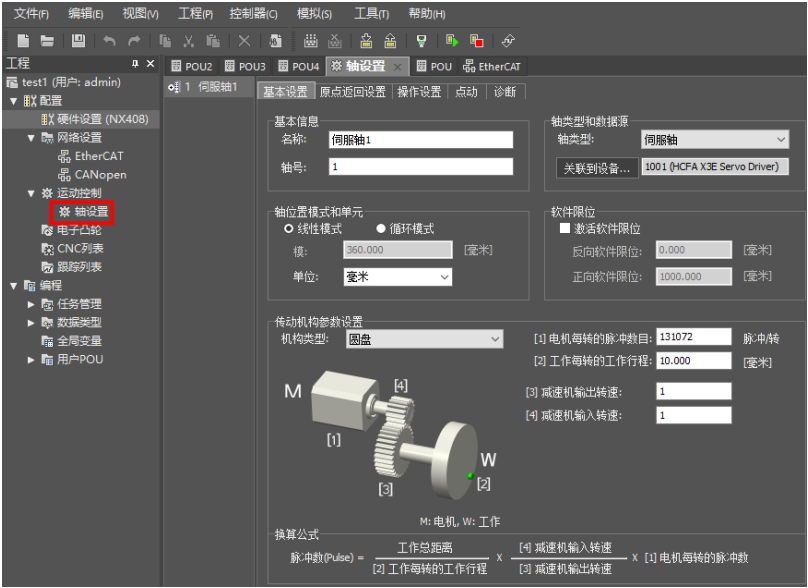 文件(F) 编辑(E) 视图(V) 工程(P) 控制器(C) 模拟(S) 工具(T) 帮助(H)
工程
test1 (用户: admin)
配置
硬件设置 (NX408)
网络设置
EtherCAT
CANopen
运动控制
轴设置
电子凸轮
CNC列表
跟踪列表
编程
任务管理
数据类型
全局变量
用户POU
POU2 POU3 POU4 轴设置 POU EtherCAT
1 伺服轴1
基本设置 原点返回设置 操作设置 点动 诊断
基本信息
名称: 伺服轴1
轴号: 1
轴类型和数据源
轴类型: 伺服轴
关联到设备... 1001 (HCFA X3E Servo Driver)
轴位置模式和单元
线性模式 循环模式
模: 360.000 [毫米]
单位: 毫米
软件限位
激活软件限位
反向软件限位: 0.000 [毫米]
正向软件限位: 1000.000 [毫米]
传动机构参数设置
机构类型: 圆盘
[1] 电机每转的脉冲数目: 131072 脉冲/转
[2] 工作每转的工作行程: 10.000 [毫米]
[3] 减速机输出转速: 1
[4] 减速机输入转速: 1
M
[4]
[1]
W
[2]
[3]
M: 电机, W: 工作
换算公式
脉冲数(Pulse) = 工作总距离 / [2] 工作每转的工作行程 X [4] 减速机输入转速 / [3] 减速机输出转速 X [1] 电机每转的脉冲数